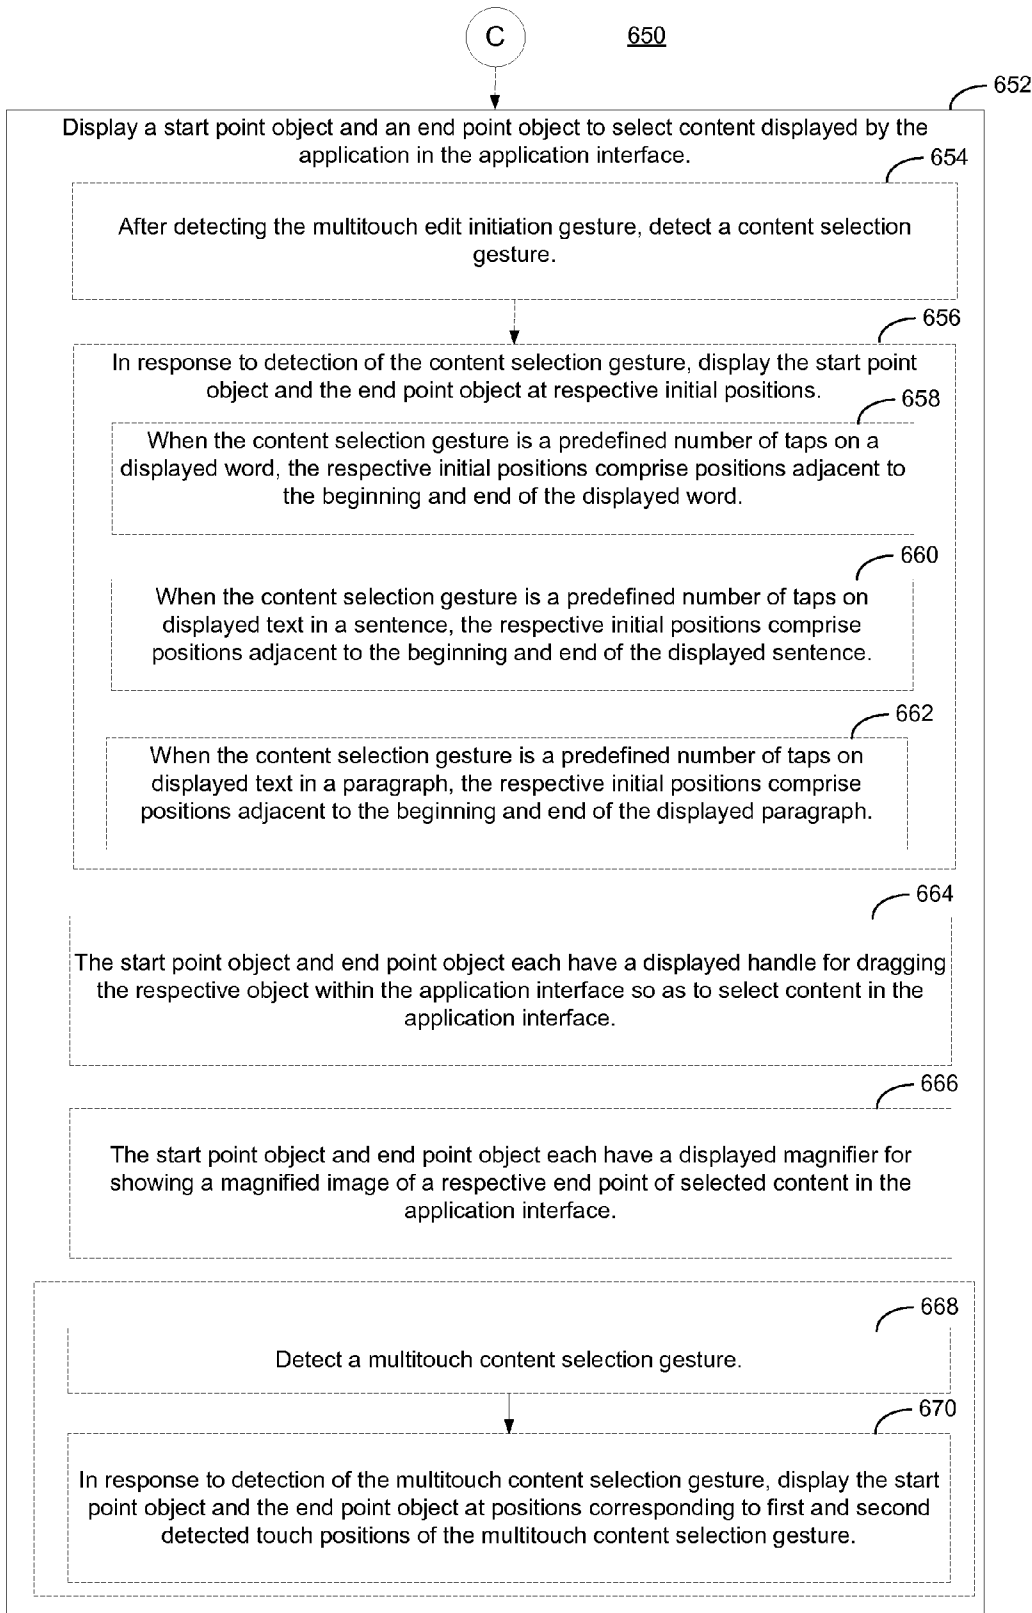 C
650
652
Display a start point object and an end point object to select content displayed by the
application in the application interface.
654
After detecting the multitouch edit initiation gesture, detect a content selection
gesture.
656
In response to detection of the content selection gesture, display the start point
object and the end point object at respective initial positions.
658
When the content selection gesture is a predefined number of taps on a
displayed word, the respective initial positions comprise positions adjacent to
the beginning and end of the displayed word.
660
When the content selection gesture is a predefined number of taps on
displayed text in a sentence, the respective initial positions comprise
positions adjacent to the beginning and end of the displayed sentence.
662
When the content selection gesture is a predefined number of taps on
displayed text in a paragraph, the respective initial positions comprise
positions adjacent to the beginning and end of the displayed paragraph.
664
The start point object and end point object each have a displayed handle for dragging
the respective object within the application interface so as to select content in the
application interface.
666
The start point object and end point object each have a displayed magnifier for
showing a magnified image of a respective end point of selected content in the
application interface.
668
Detect a multitouch content selection gesture.
670
In response to detection of the multitouch content selection gesture, display the start
point object and the end point object at positions corresponding to first and second
detected touch positions of the multitouch content selection gesture.